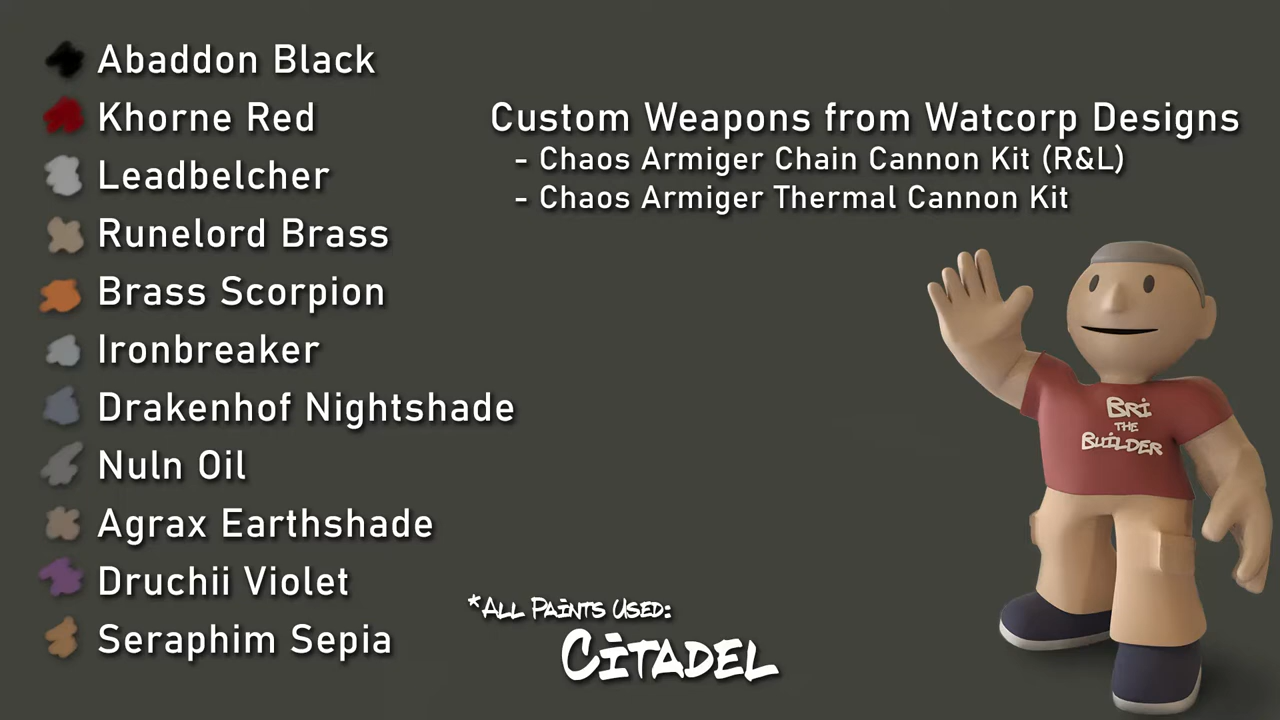 Abaddon Black
Khorne Red
Leadbelcher
Runelord Brass
Brass Scorpion
Ironbreaker
Drakenhof Nightshade
Nuln Oil
Agrax Earthshade
Druchii Violet
Seraphim Sepia
Custom Weapons from Watcorp Designs
- Chaos Armiger Chain Cannon Kit (R&L)
- Chaos Armiger Thermal Cannon Kit
Bri
the
Builder
*All Paints Used:
Citadel